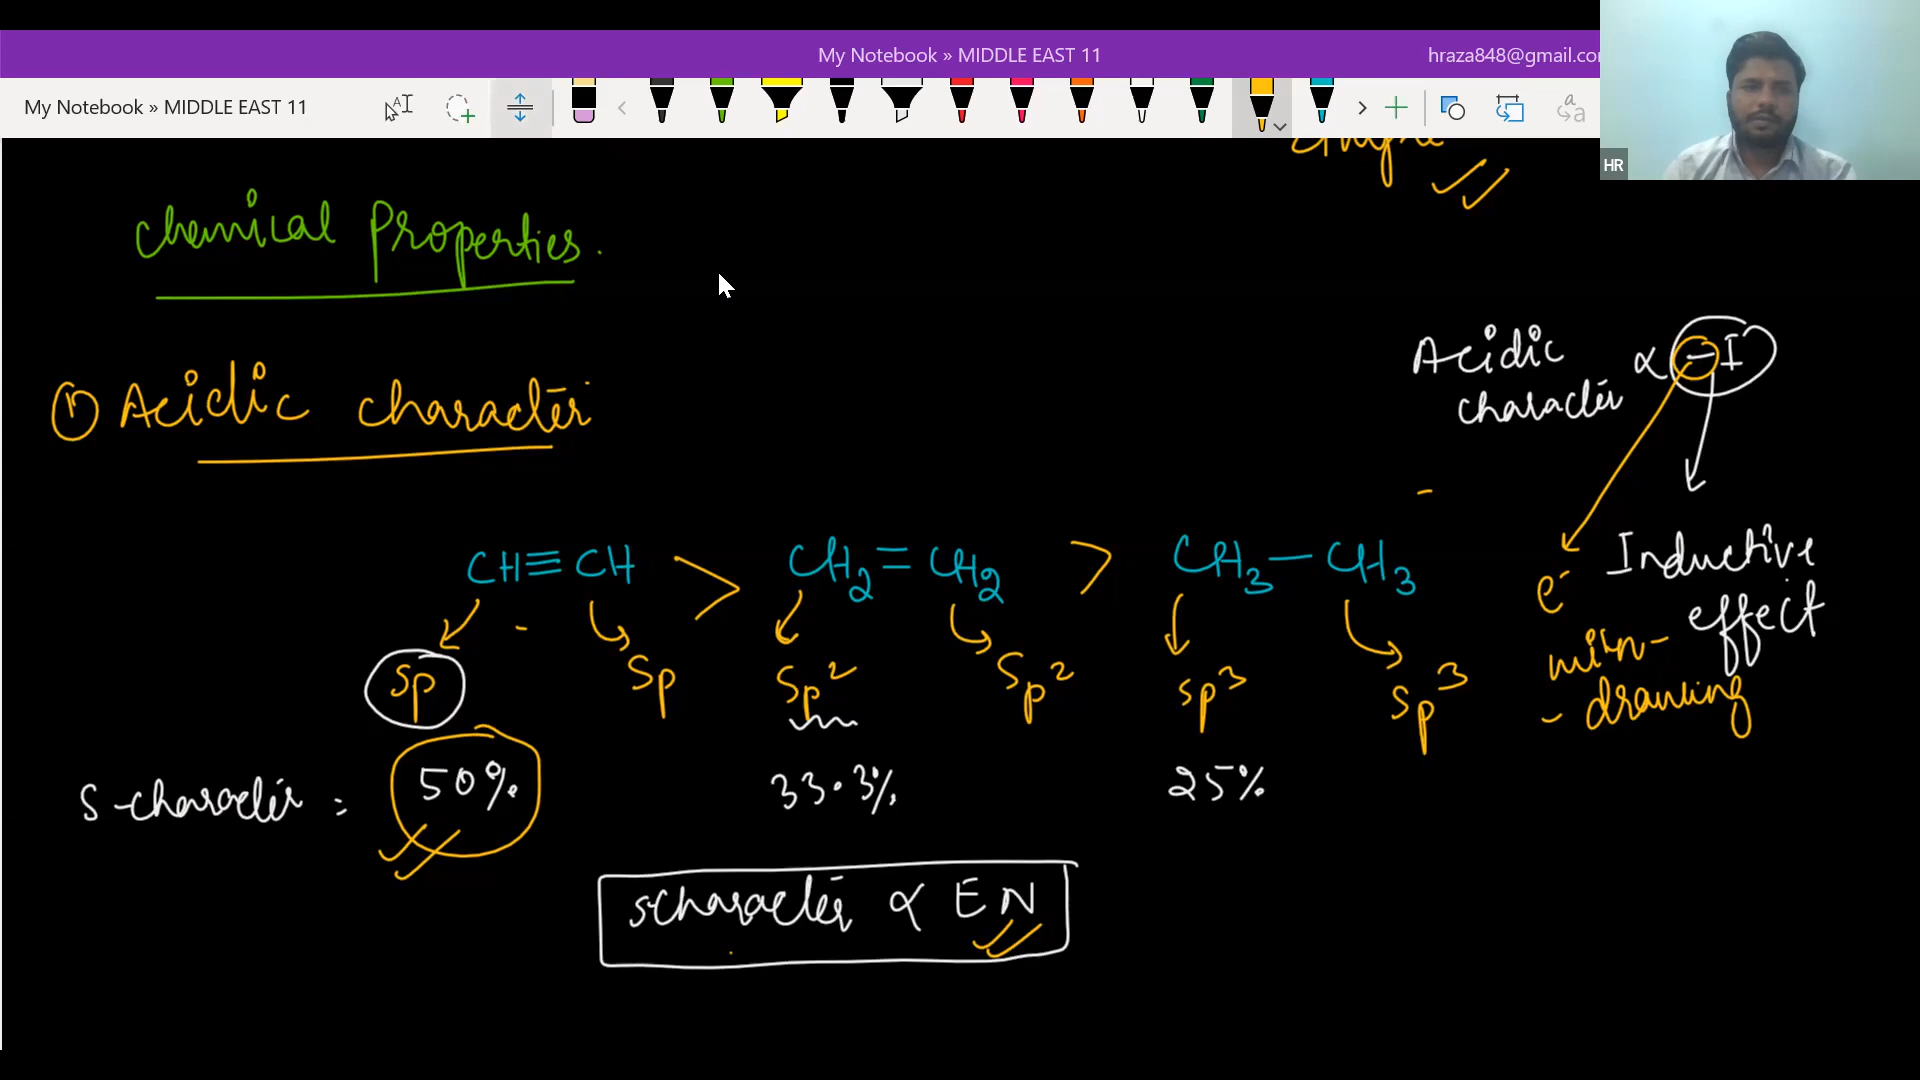 My Notebook » MIDDLE EAST 11
hraza848@gmail.co
My Notebook » MIDDLE EAST 11
HR
Chemical Properties.
① Acidic character
Acidic character α -I
Inductive effect
e⁻ with-drawing
CH≡CH > CH₂=CH₂ > CH₃-CH₃
sp sp sp² sp² sp³ sp³
S-character = 50% 33.3% 25%
scharacter α EN